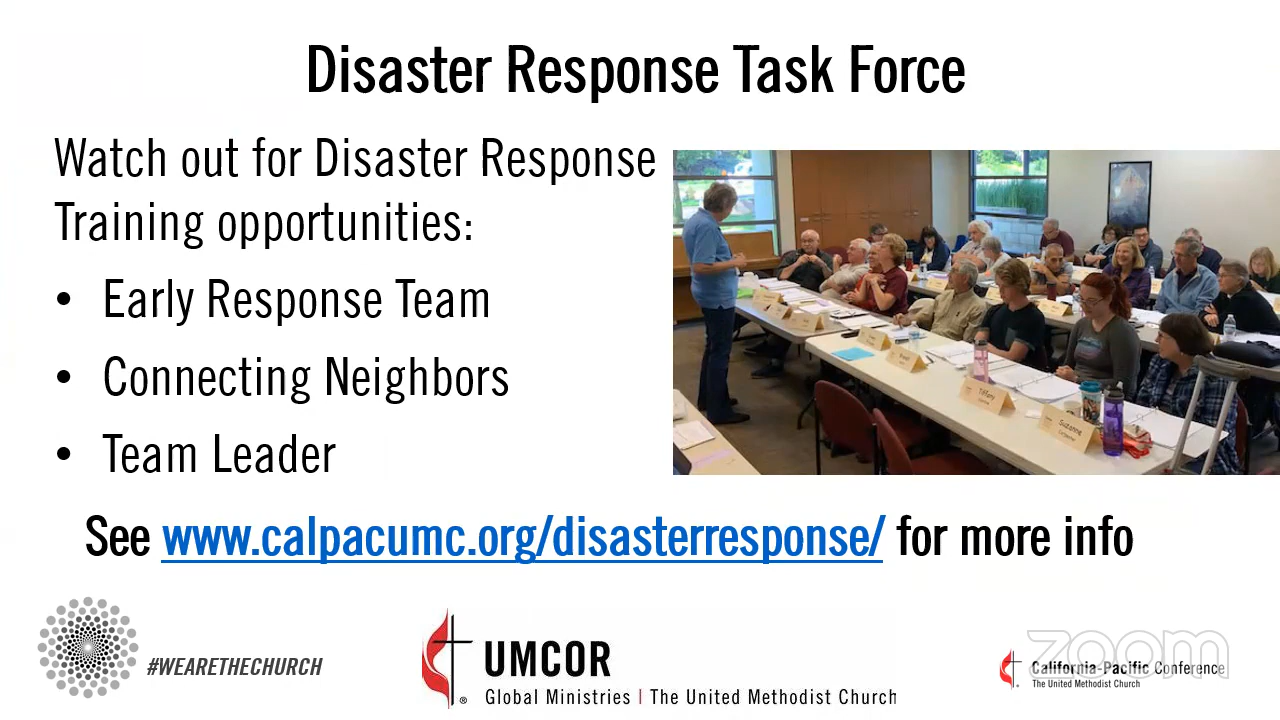 Disaster Response Task Force
Watch out for Disaster Response
Training opportunities:
• Early Response Team
• Connecting Neighbors
• Team Leader
See www.calpacumc.org/disasterresponse/ for more info
Tiffany
Suzanne
#WEARETHECHURCH
UMCOR
®
Global Ministries | The United Methodist Church
zoom
California-Pacific Conference
The United Methodist Church